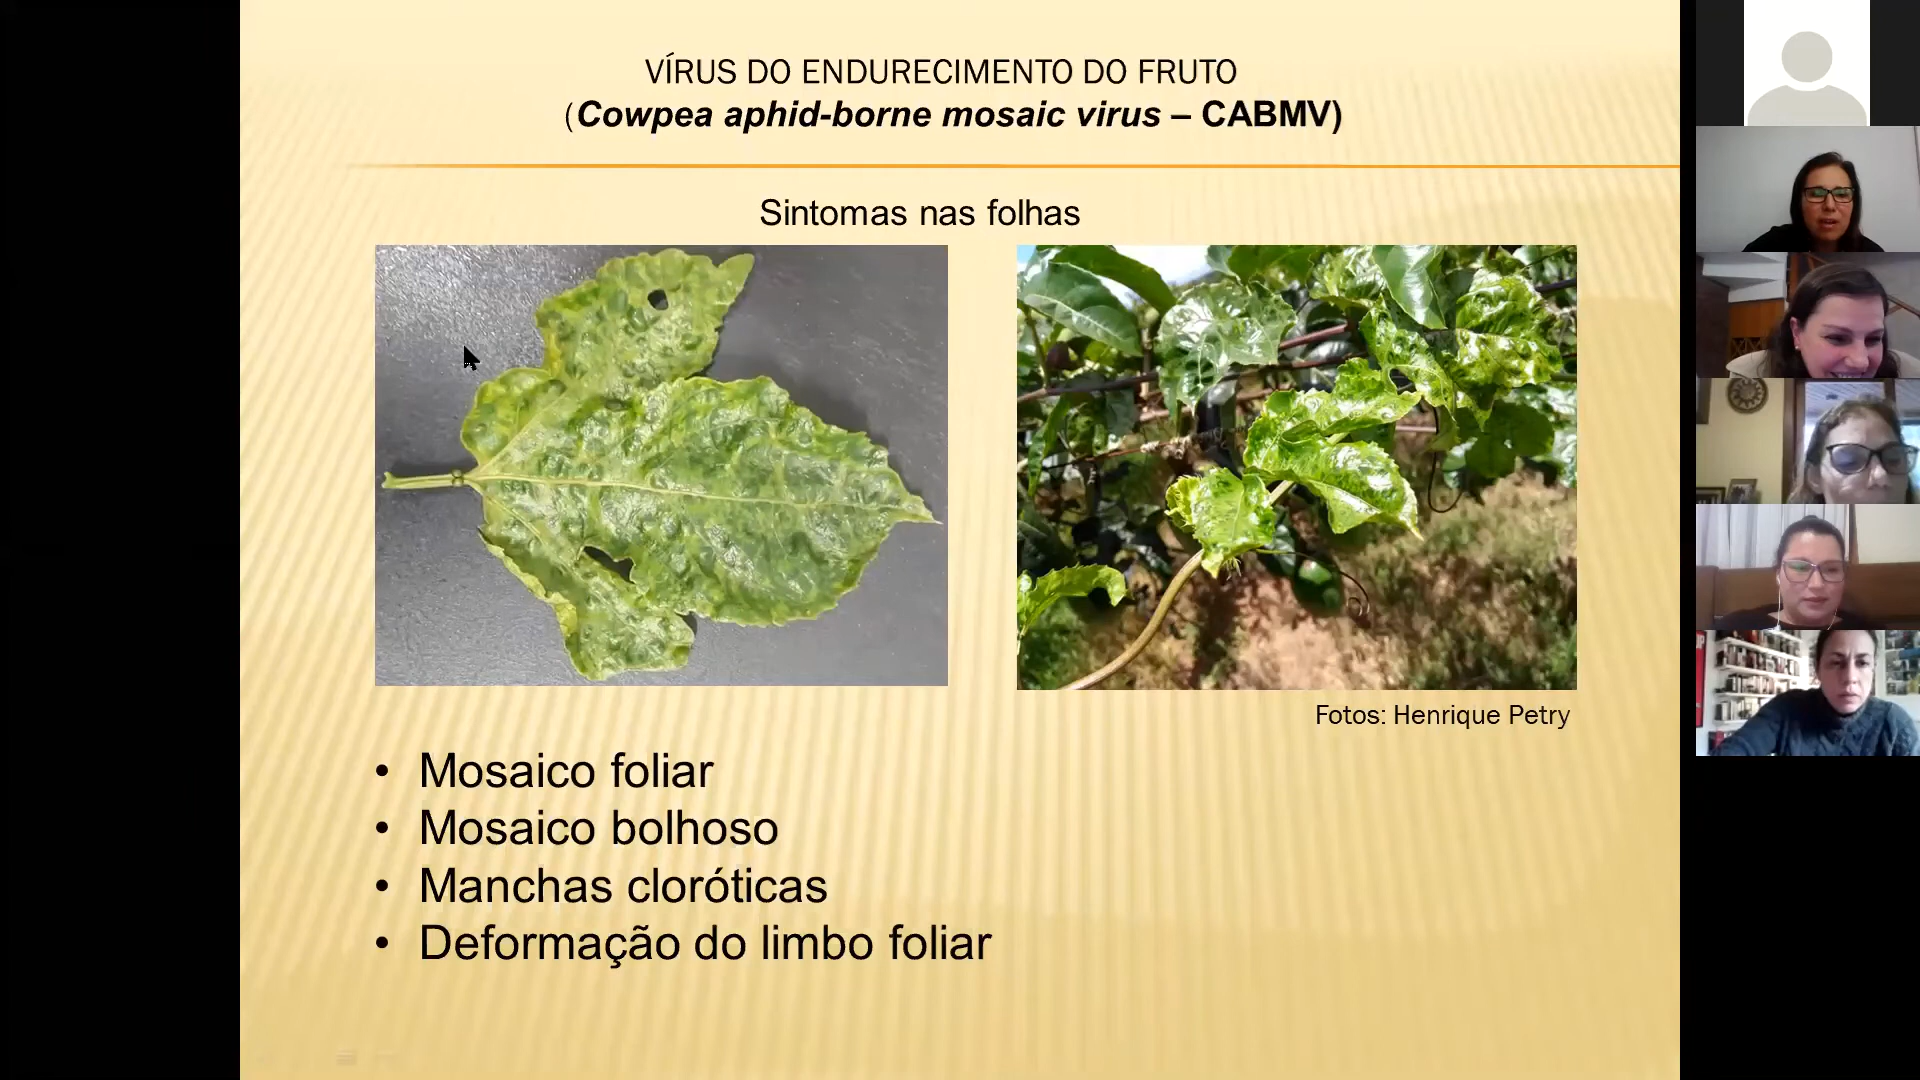 VÍRUS DO ENDURECIMENTO DO FRUTO
(Cowpea aphid-borne mosaic virus – CABMV)
Sintomas nas folhas
Fotos: Henrique Petry
• Mosaico foliar
• Mosaico bolhoso
• Manchas cloróticas
• Deformação do limbo foliar